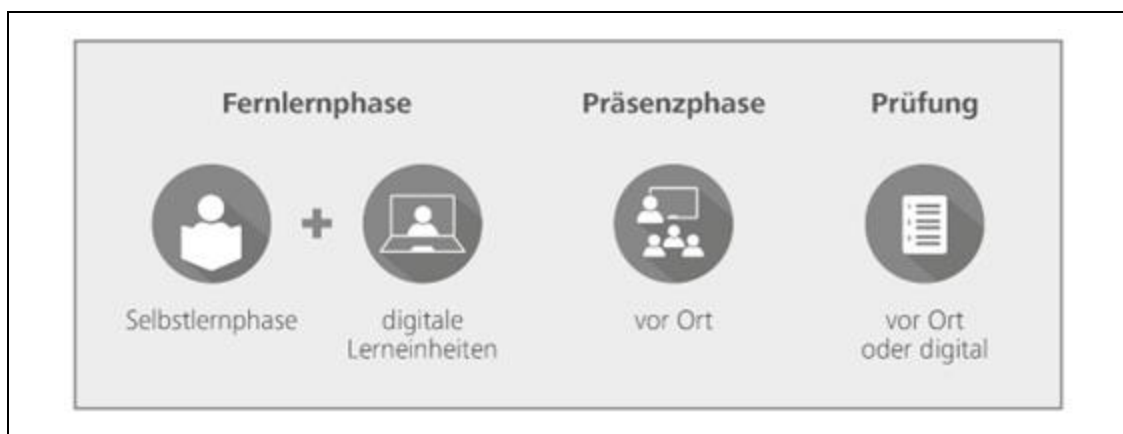 Fernlernphase
Präsenzphase
Prüfung
+
Selbstlernphase
digitale
Lerneinheiten
vor Ort
vor Ort
oder digital